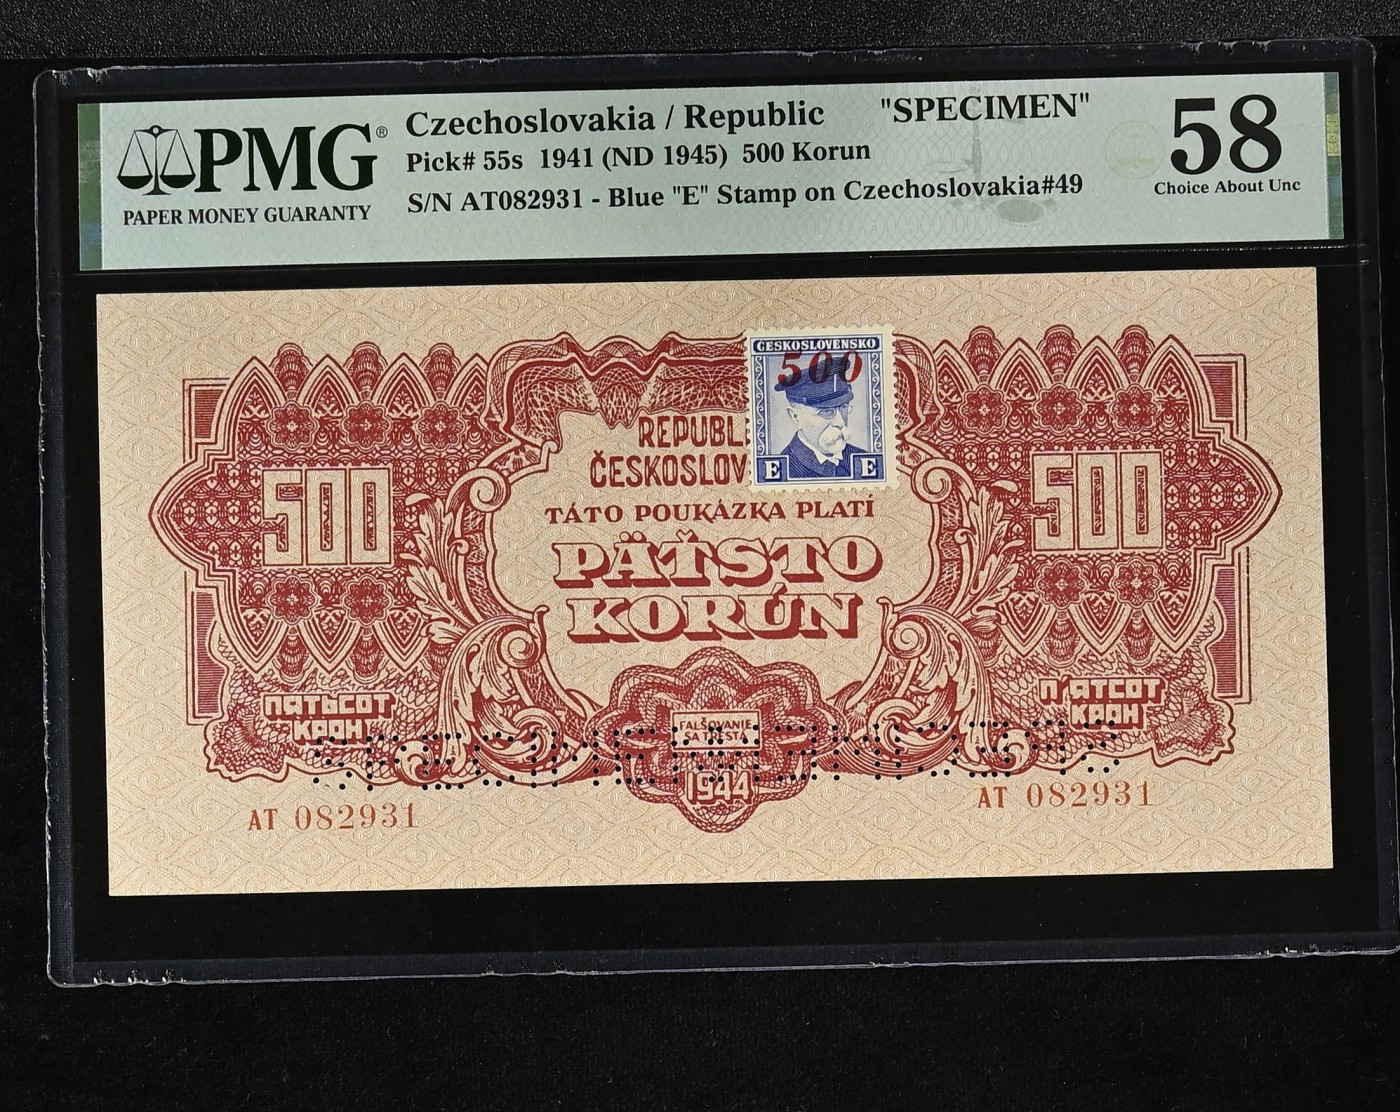 PMG®
PAPER MONEY GUARANTY
Czechoslovakia / Republic "SPECIMEN"
Pick# 55s 1941 (ND 1945) 500 Korun
S/N AT082931 - Blue "E" Stamp on Czechoslovakia#49
58
Choice About Unc
ČESKOSLOVENSKO
500
E E
REPUBL
ČESKOSLOV
TÁTO POUKÁZKA PLATÍ
500 500
PÄŤSTO
KORÚN
ПАТЬСОТ
КРОН
П'ЯТСОТ
КРОН
FALŠOVANIE
SA TRESTÁ
SPECIMEN
1944
AT 082931
AT 082931